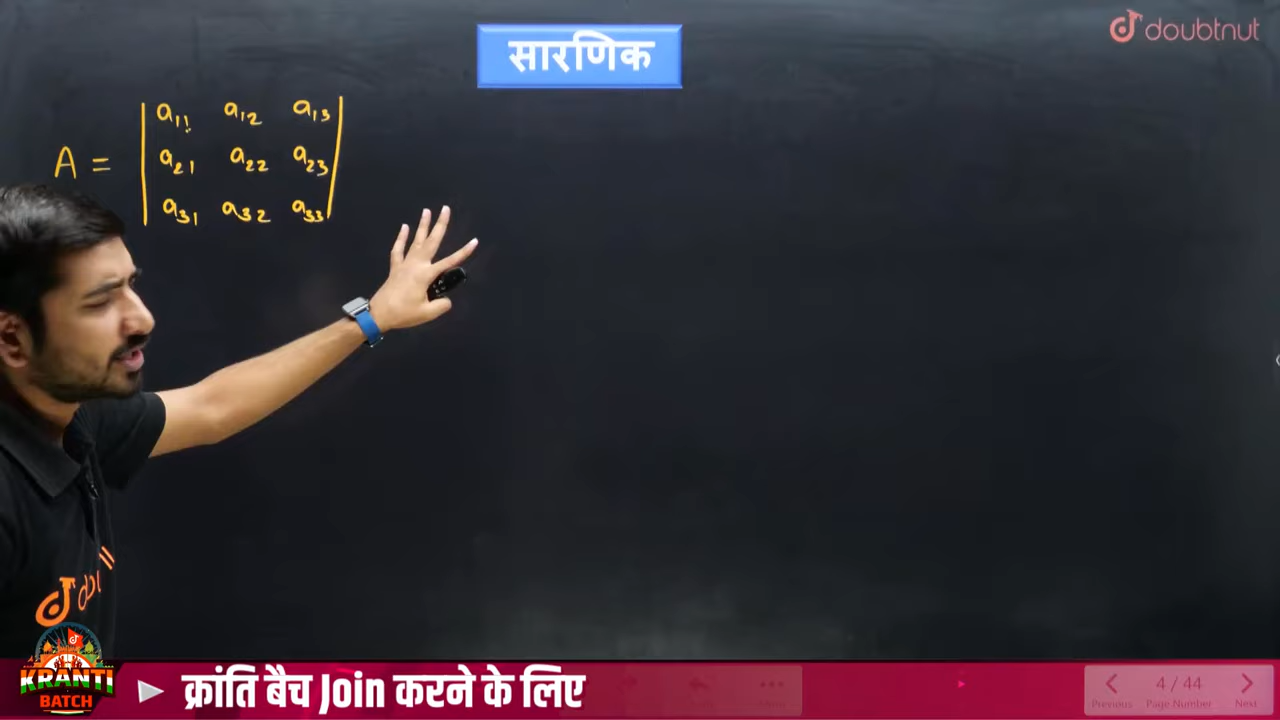 सारणिक
doubtnut
A = | a11 a12 a13 |
| a21 a22 a23 |
| a31 a32 a33 |
KRANTI
BATCH
क्रांति बैच Join करने के लिए
4 / 44
Previous Page Number Next